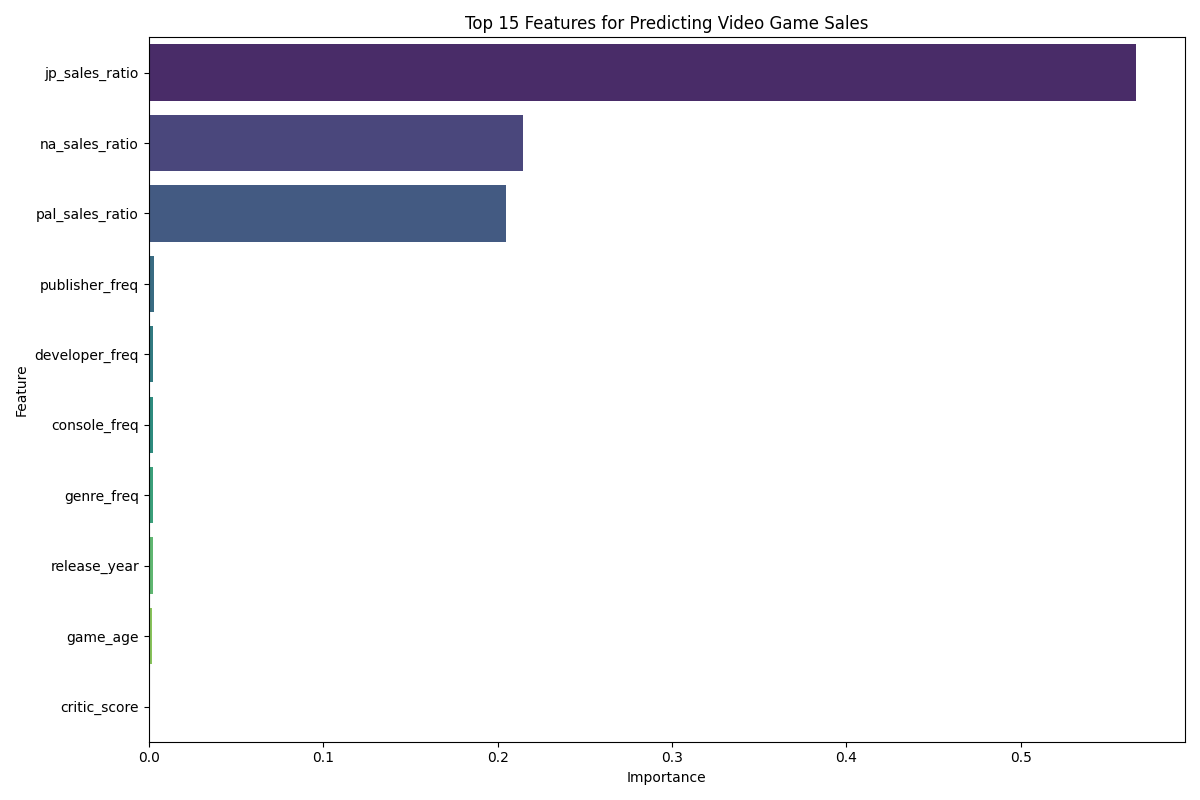 Top 15 Features for Predicting Video Game Sales
jp_sales_ratio
na_sales_ratio
pal_sales_ratio
publisher_freq
developer_freq
console_freq
genre_freq
release_year
game_age
critic_score
Feature
0.0 0.1 0.2 0.3 0.4 0.5
Importance